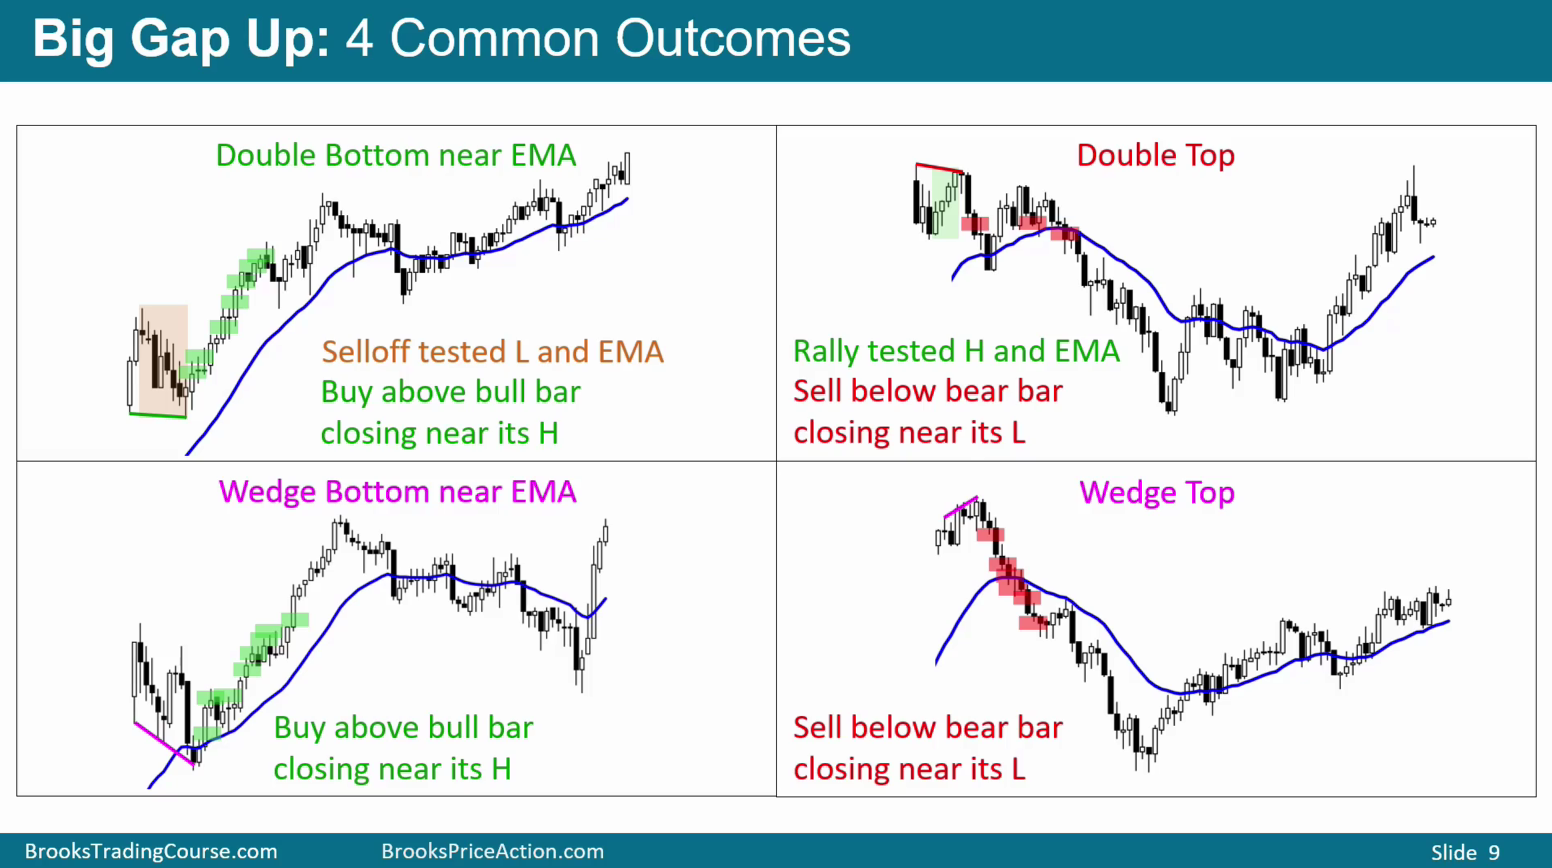 Big Gap Up: 4 Common Outcomes
Double Bottom near EMA
Selloff tested L and EMA
Buy above bull bar
closing near its H
Double Top
Rally tested H and EMA
Sell below bear bar
closing near its L
Wedge Bottom near EMA
Buy above bull bar
closing near its H
Wedge Top
Sell below bear bar
closing near its L
BrooksTradingCourse.com
BrooksPriceAction.com
Slide 9